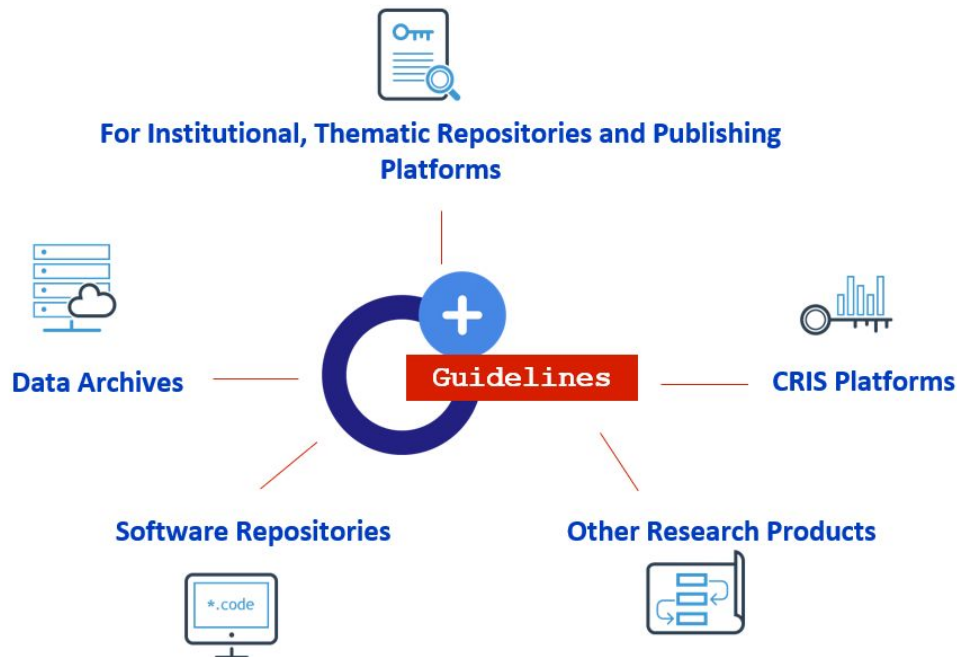 For Institutional, Thematic Repositories and Publishing
Platforms
Guidelines
Data Archives
CRIS Platforms
Software Repositories
Other Research Products
*.code